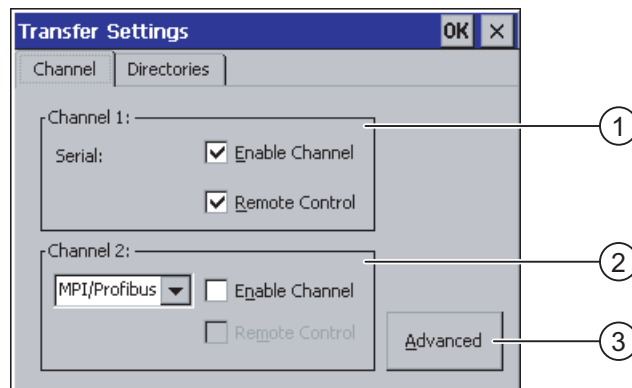 Transfer Settings OK ×
Channel Directories
Channel 1:
Serial: Enable Channel
Remote Control
Channel 2:
MPI/Profibus Enable Channel
Remote Control
Advanced
1
2
3